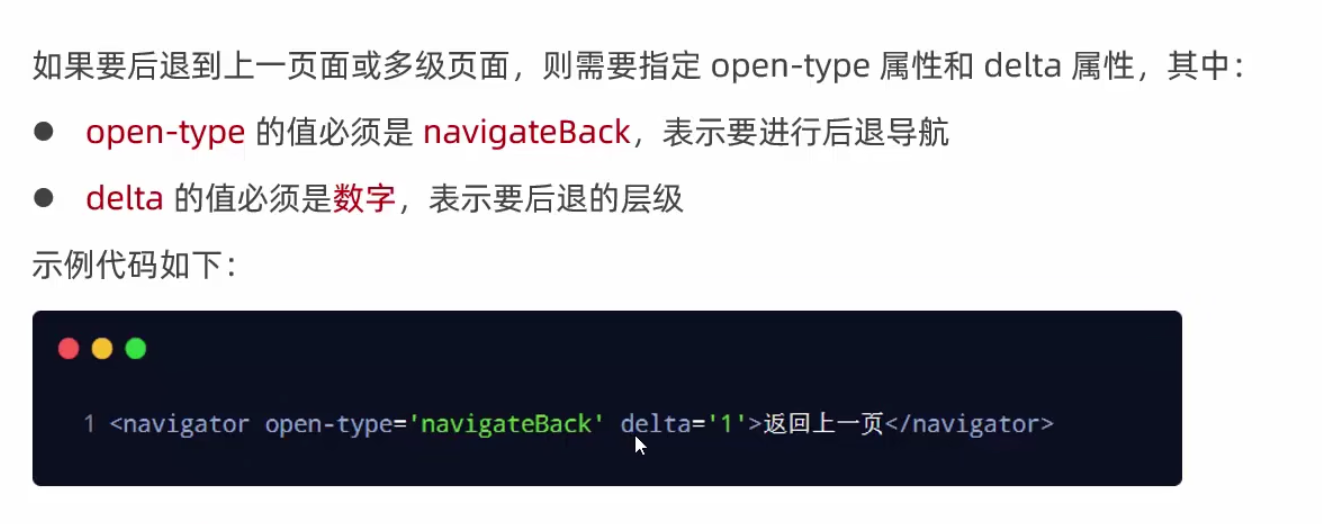 如果要后退到上一页面或多级页面，则需要指定 open-type 属性和 delta 属性，其中：
● open-type 的值必须是 navigateBack，表示要进行后退导航
● delta 的值必须是数字，表示要后退的层级
示例代码如下：
1 <navigator open-type='navigateBack' delta='1'>返回上一页</navigator>